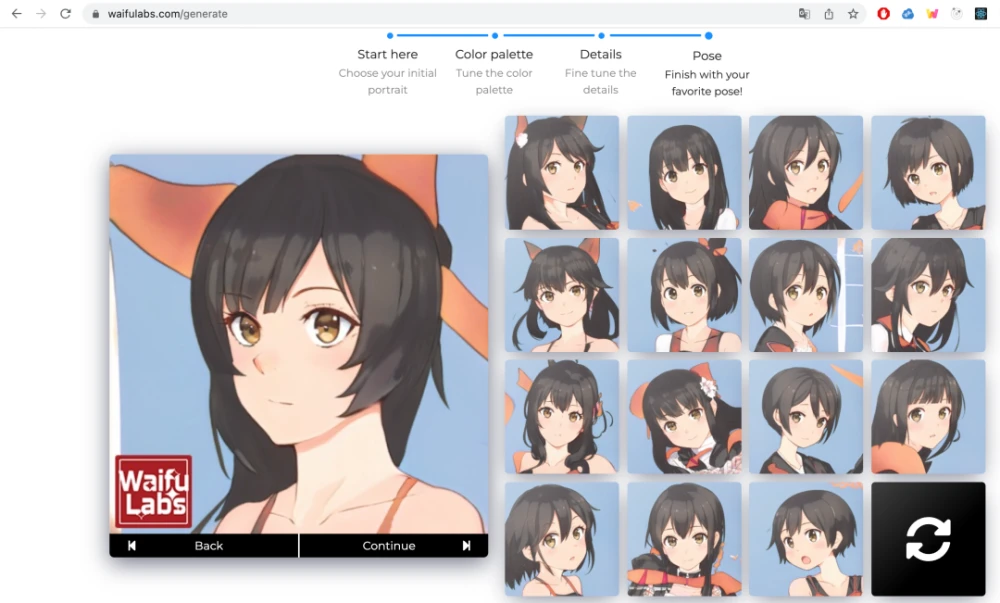 waifulabs.com/generate
Start here
Choose your initial
portrait
Color palette
Tune the color
palette
Details
Fine tune the
details
Pose
Finish with your
favorite pose!
Waifu
Labs
Back
Continue